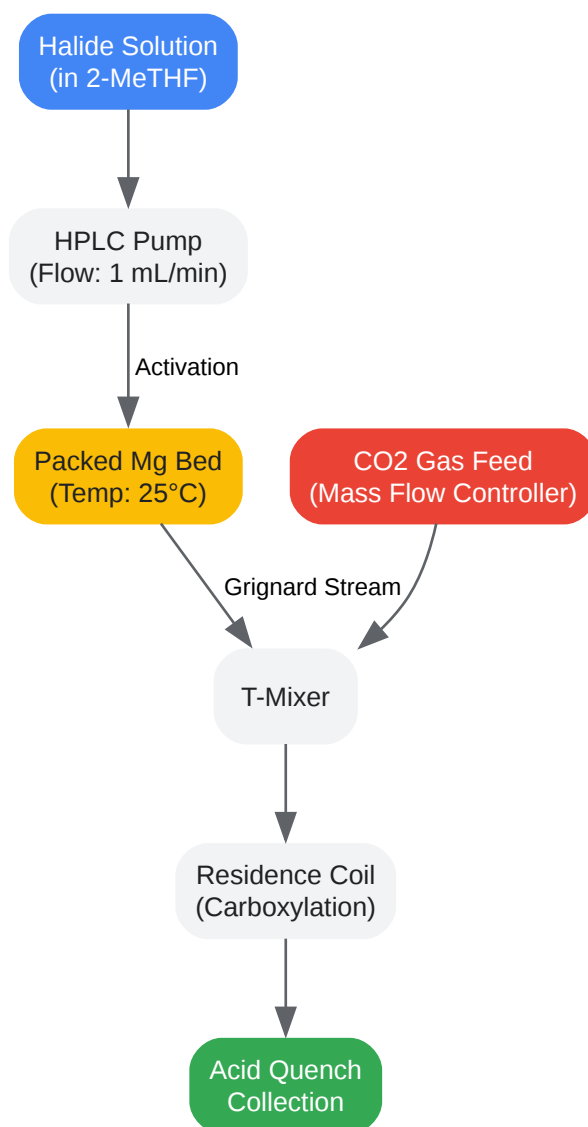 Halide Solution
(in 2-MeTHF)
HPLC Pump
(Flow: 1 mL/min)
Activation
Packed Mg Bed
(Temp: 25°C)
CO2 Gas Feed
(Mass Flow Controller)
Grignard Stream
T-Mixer
Residence Coil
(Carboxylation)
Acid Quench
Collection